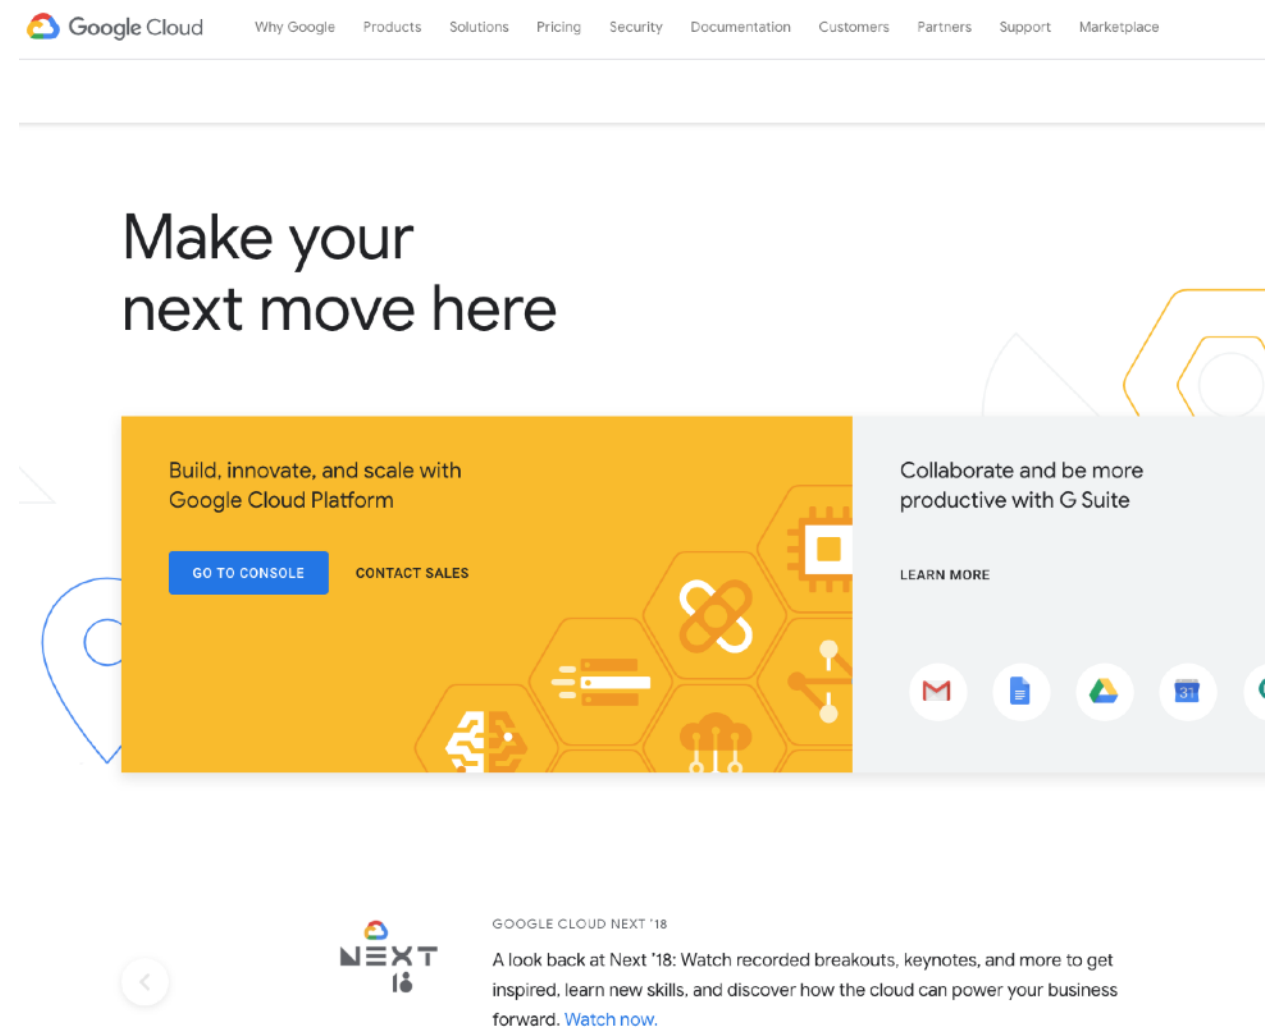 Google Cloud
Why Google
Products
Solutions
Pricing
Security
Documentation
Customers
Partners
Support
Marketplace
Make your
next move here
Build, innovate, and scale with
Google Cloud Platform
GO TO CONSOLE
CONTACT SALES
Collaborate and be more
productive with G Suite
LEARN MORE
31
NEXT
18
GOOGLE CLOUD NEXT '18
A look back at Next '18: Watch recorded breakouts, keynotes, and more to get
inspired, learn new skills, and discover how the cloud can power your business
forward. Watch now.